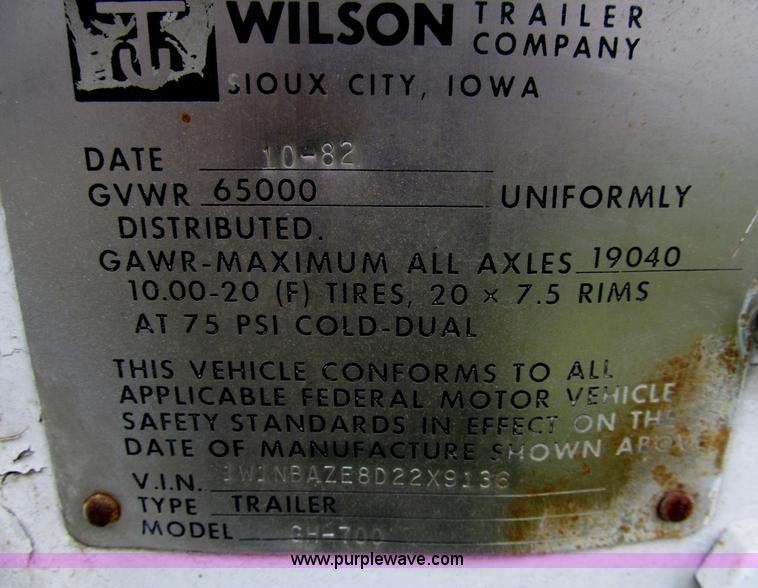 WILSON TRAILER
COMPANY
SIOUX CITY, IOWA
DATE 10-82
GVWR 65000 UNIFORMLY
DISTRIBUTED.
GAWR-MAXIMUM ALL AXLES 19040
10.00-20 (F) TIRES, 20 x 7.5 RIMS
AT 75 PSI COLD-DUAL
THIS VEHICLE CONFORMS TO ALL
APPLICABLE FEDERAL MOTOR VEHICLE
SAFETY STANDARDS IN EFFECT ON THE
DATE OF MANUFACTURE SHOWN ABOVE
V.I.N.
TYPE TRAILER
MODEL GH-700
www.purplewave.com